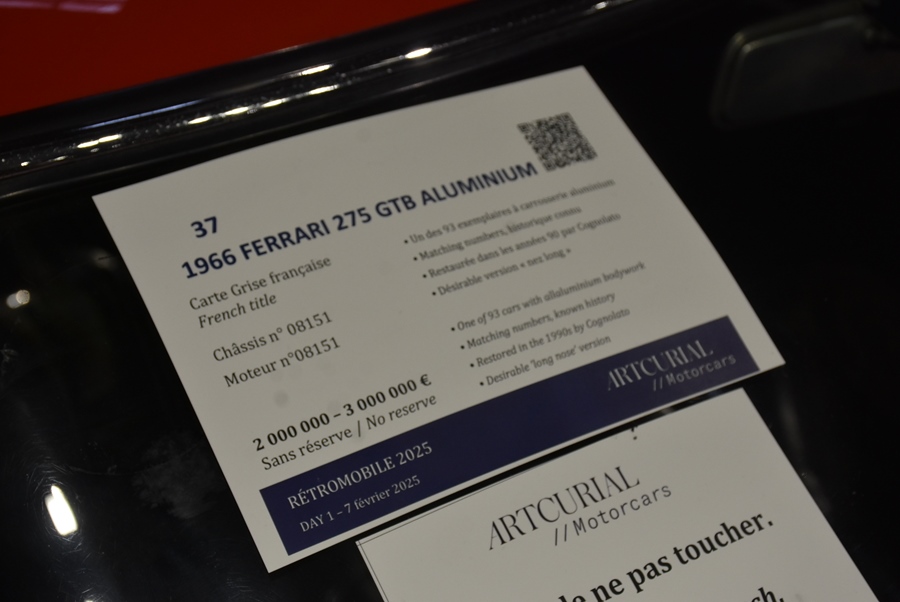 37
1966 FERRARI 275 GTB ALUMINIUM
Carte Grise française
French title
Châssis n° 08151
Moteur n°08151
2 000 000 – 3 000 000 €
Sans réserve / No reserve
• Un des 93 exemplaires à carrosserie aluminium
• Matching numbers, historique connu
• Restaurée dans les années 90 par Cognolato
• Désirable version « nez long »
• One of 93 cars with allaluminium bodywork
• Matching numbers, known history
• Restored in the 1990s by Cognolato
• Desirable 'long nose' version
RÉTROMOBILE 2025
DAY 1 – 7 février 2025
ARTCURIAL
//Motorcars
ARTCURIAL
//Motorcars
de ne pas toucher.